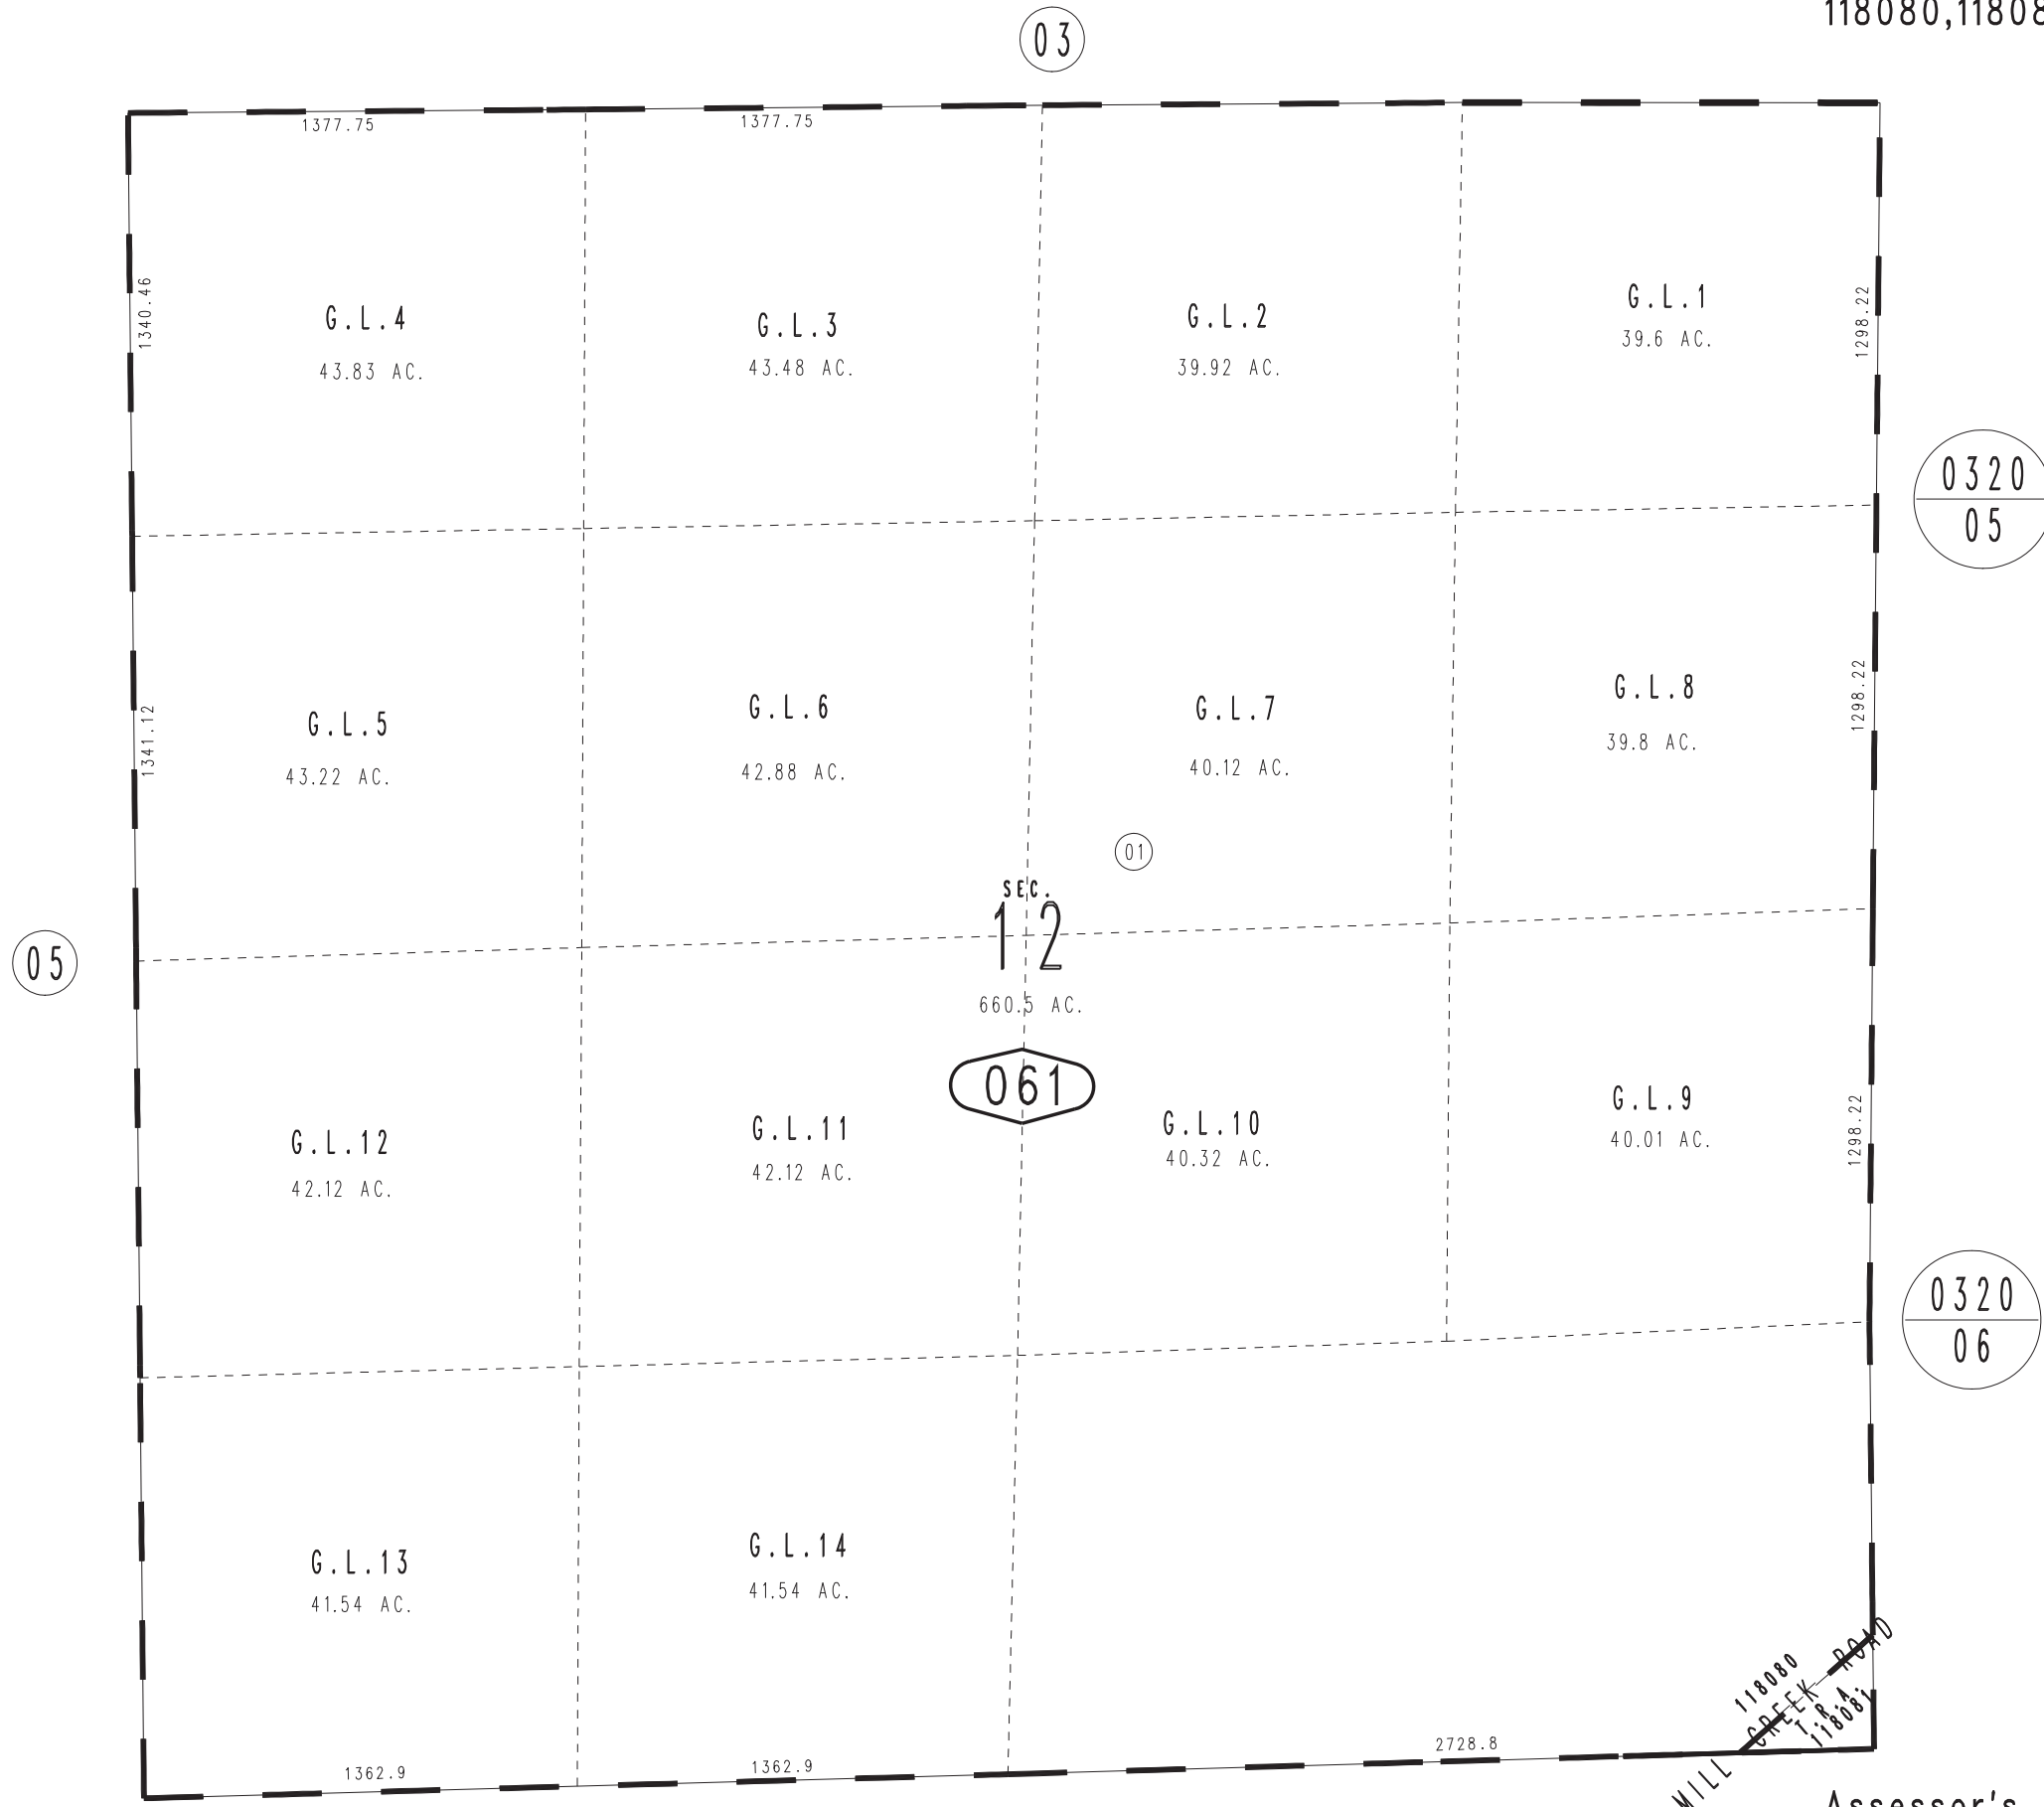 118080,11808
03
1377.75
1377.75
1340.46
G.L.4
43.83 AC.
G.L.3
43.48 AC.
G.L.2
39.92 AC.
G.L.1
39.6 AC.
1298.22
0320
05
1341.12
G.L.5
43.22 AC.
G.L.6
42.88 AC.
G.L.7
40.12 AC.
G.L.8
39.8 AC.
1298.22
01
SEC.
12
660.5 AC.
05
061
G.L.12
42.12 AC.
G.L.11
42.12 AC.
G.L.10
40.32 AC.
G.L.9
40.01 AC.
1298.22
0320
06
G.L.13
41.54 AC.
G.L.14
41.54 AC.
118080
MILL CREEK ROAD
T.R.A.
118081
1362.9
1362.9
2728.8
Assessor's